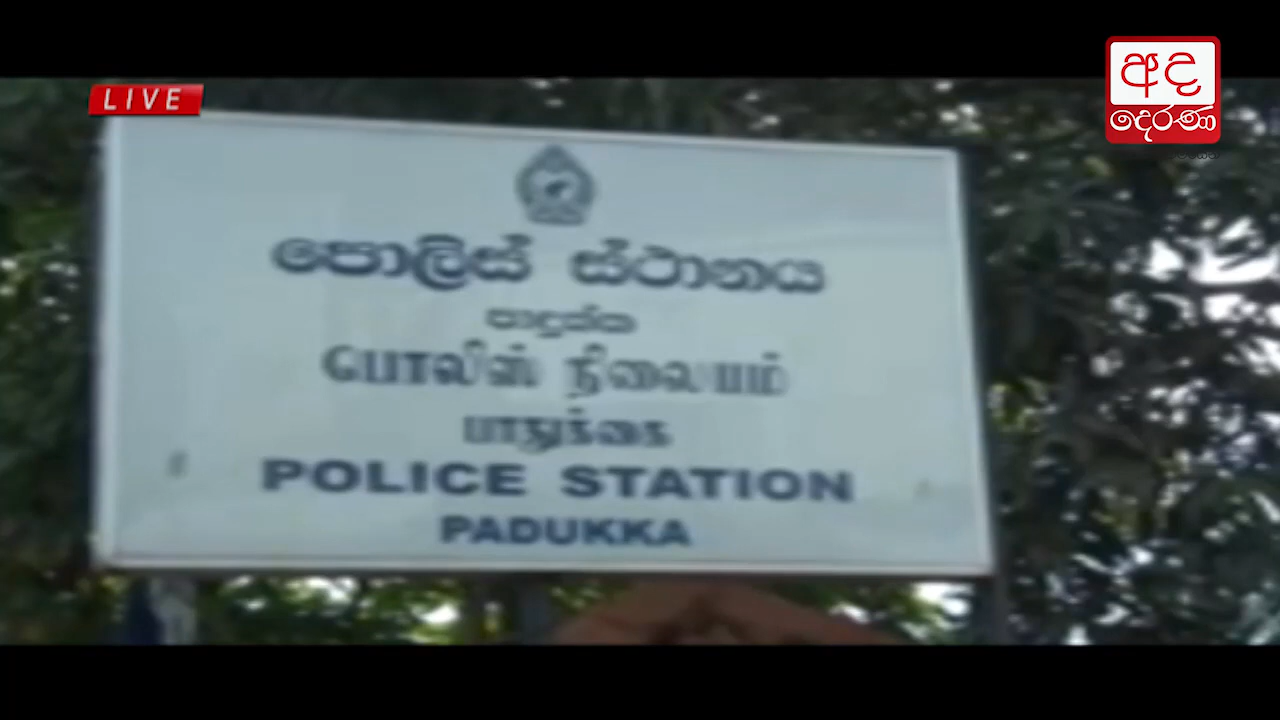 LIVE
අද
දෙරණ
පොලිස් ස්ථානය
පාදුක්ක
பொலிஸ் நிலையம்
பாதுக்கை
POLICE STATION
PADUKKA